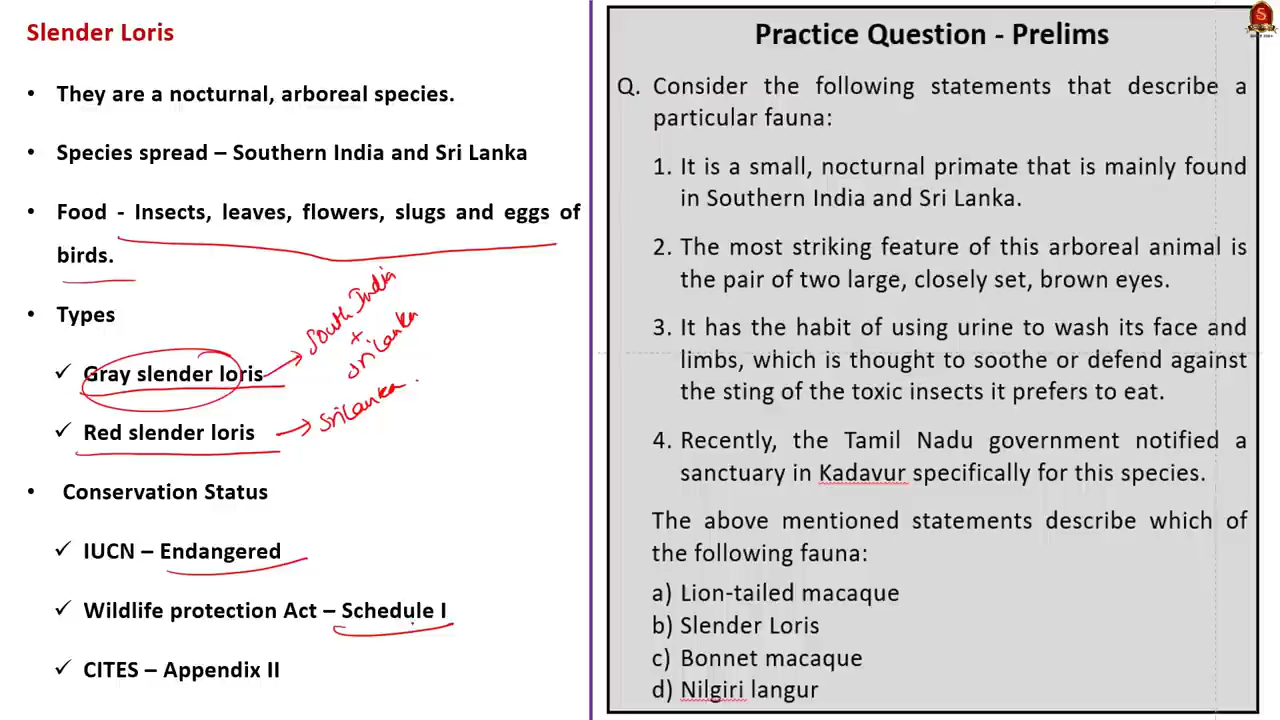 Slender Loris
• They are a nocturnal, arboreal species.
• Species spread – Southern India and Sri Lanka
• Food - Insects, leaves, flowers, slugs and eggs of
birds.
• Types
✓ Gray slender loris
South India
+
Sri Lanka
✓ Red slender loris
Sri Lanka.
• Conservation Status
✓ IUCN – Endangered
✓ Wildlife protection Act – Schedule I
✓ CITES – Appendix II
Practice Question - Prelims
Q. Consider the following statements that describe a
particular fauna:
1. It is a small, nocturnal primate that is mainly found
in Southern India and Sri Lanka.
2. The most striking feature of this arboreal animal is
the pair of two large, closely set, brown eyes.
3. It has the habit of using urine to wash its face and
limbs, which is thought to soothe or defend against
the sting of the toxic insects it prefers to eat.
4. Recently, the Tamil Nadu government notified a
sanctuary in Kadavur specifically for this species.
The above mentioned statements describe which of
the following fauna:
a) Lion-tailed macaque
b) Slender Loris
c) Bonnet macaque
d) Nilgiri langur